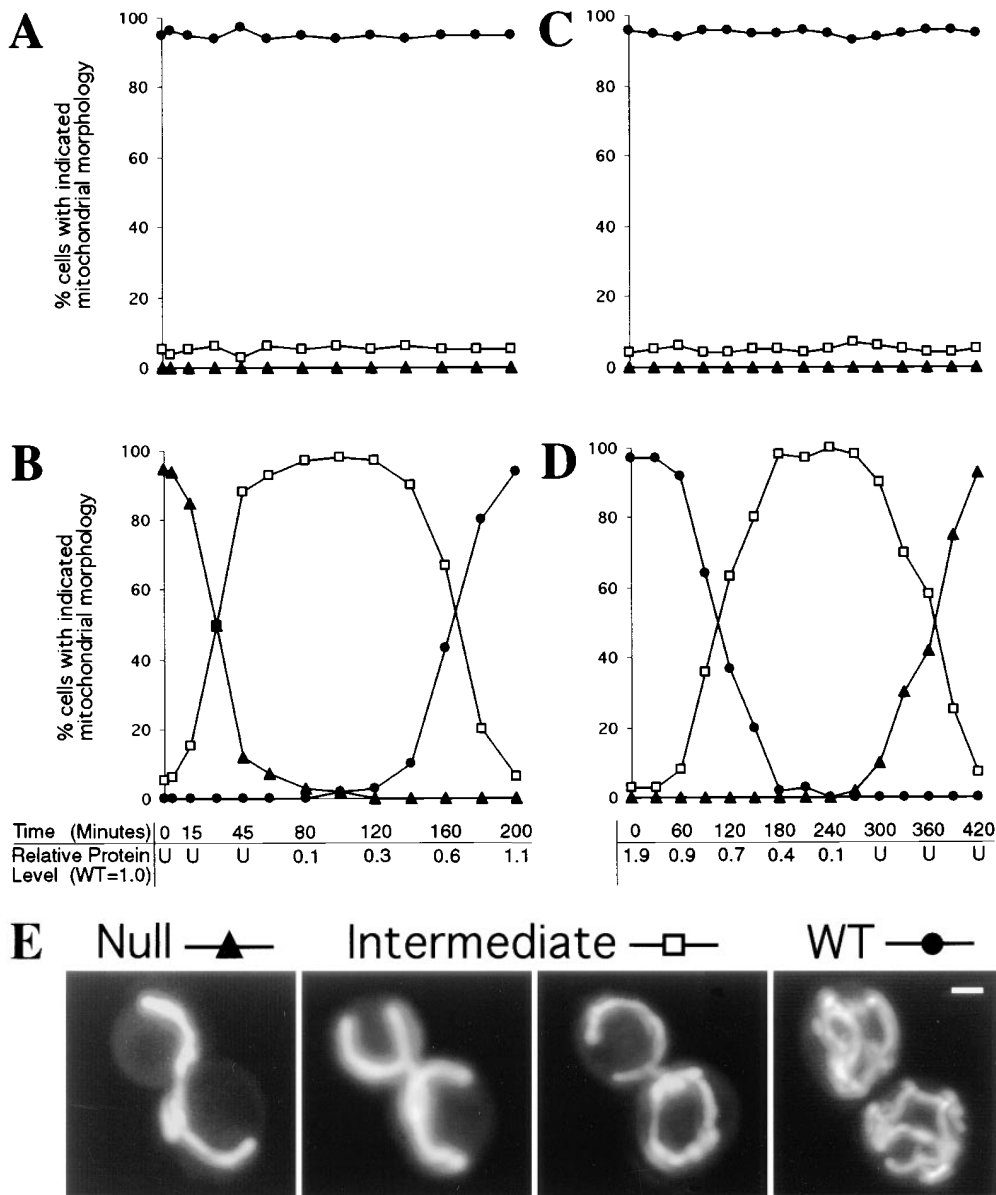 A
C
% cells with indicated
mitochondrial morphology
100
80
60
40
20
0
100
80
60
40
20
0
B
D
% cells with indicated
mitochondrial morphology
100
80
60
40
20
0
100
80
60
40
20
0
Time (Minutes) 0 15 45 80 120 160 200
Relative Protein Level (WT=1.0) U U U 0.1 0.3 0.6 1.1
0 60 120 180 240 300 360 420
1.9 0.9 0.7 0.4 0.1 U U U
E
Null
Intermediate
WT